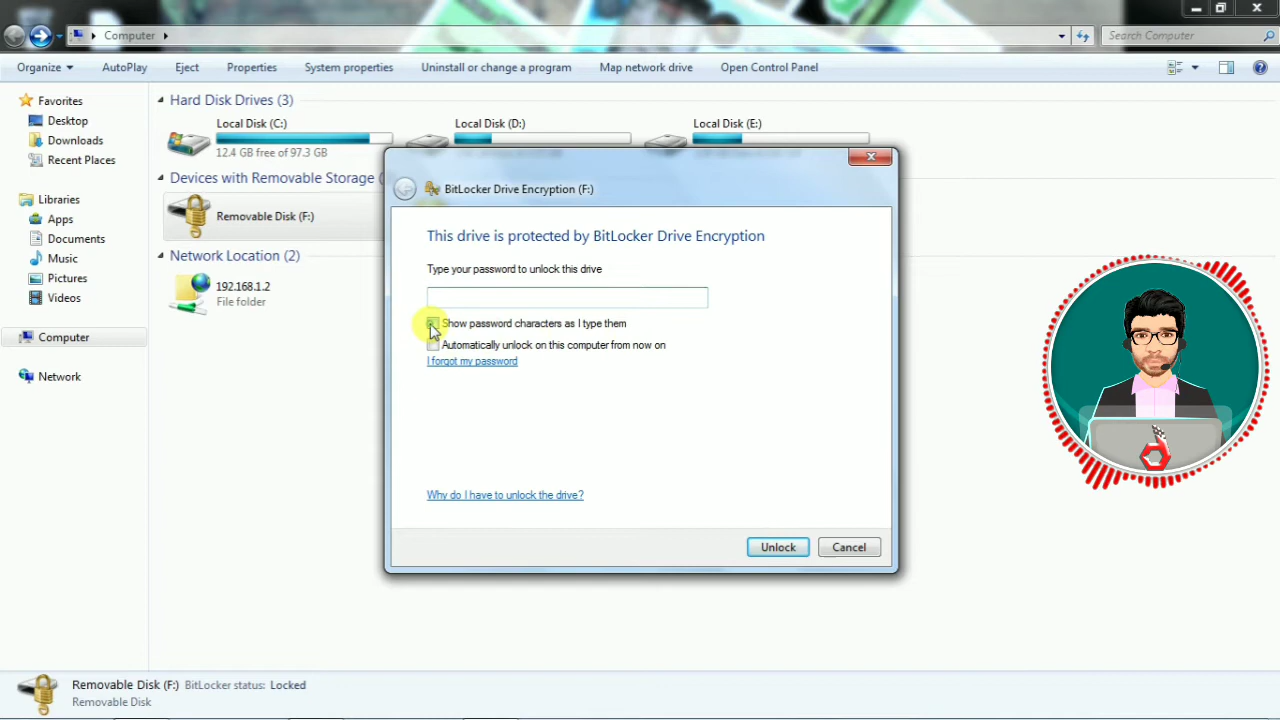 Computer
Search Computer
Organize
AutoPlay
Eject
Properties
System properties
Uninstall or change a program
Map network drive
Open Control Panel
Favorites
Desktop
Downloads
Recent Places
Libraries
Apps
Documents
Music
Pictures
Videos
Computer
Network
Hard Disk Drives (3)
Local Disk (C:)
12.4 GB free of 97.3 GB
Local Disk (D:)
Local Disk (E:)
Devices with Removable Storage (
Removable Disk (F:)
Network Location (2)
192.168.1.2
File folder
BitLocker Drive Encryption (F:)
This drive is protected by BitLocker Drive Encryption
Type your password to unlock this drive
Show password characters as I type them
Automatically unlock on this computer from now on
I forgot my password
Why do I have to unlock the drive?
Unlock
Cancel
Removable Disk (F:) BitLocker status: Locked
Removable Disk